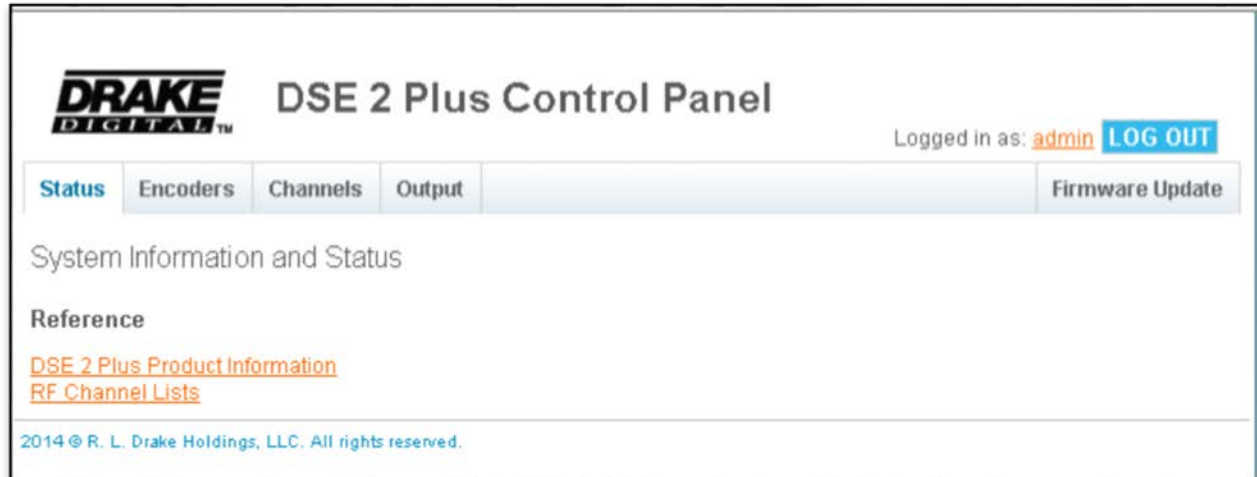 DRAKE
DIGITAL TM
DSE 2 Plus Control Panel
Logged in as: admin LOG OUT
Status Encoders Channels Output Firmware Update
System Information and Status
Reference
DSE 2 Plus Product Information
RF Channel Lists
2014 © R. L. Drake Holdings, LLC. All rights reserved.